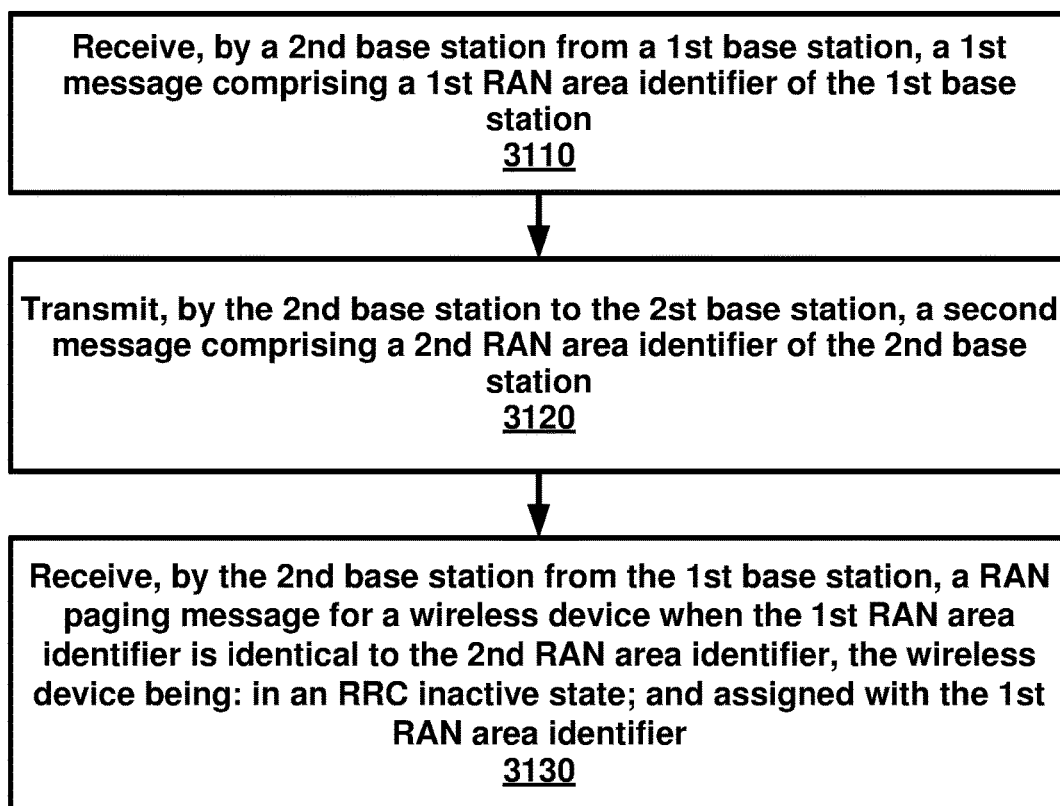 Receive, by a 2nd base station from a 1st base station, a 1st
message comprising a 1st RAN area identifier of the 1st base
station
3110
Transmit, by the 2nd base station to the 2st base station, a second
message comprising a 2nd RAN area identifier of the 2nd base
station
3120
Receive, by the 2nd base station from the 1st base station, a RAN
paging message for a wireless device when the 1st RAN area
identifier is identical to the 2nd RAN area identifier, the wireless
device being: in an RRC inactive state; and assigned with the 1st
RAN area identifier
3130